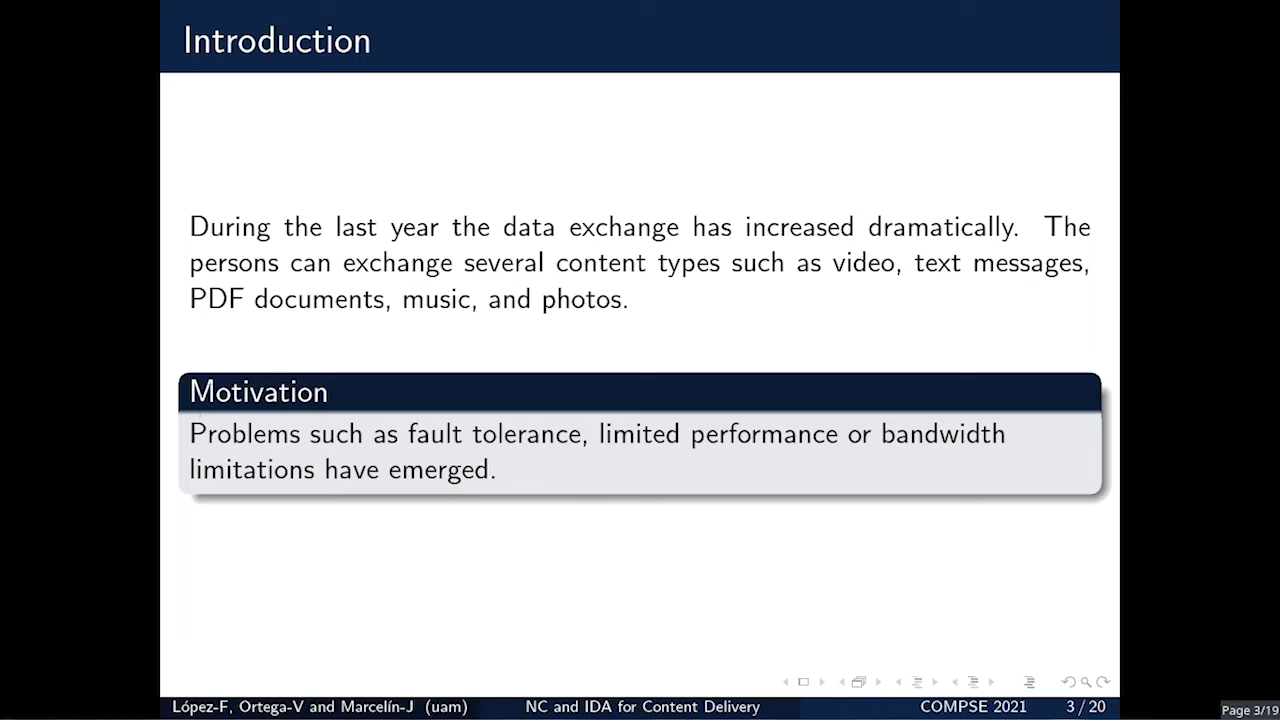 Introduction
During the last year the data exchange has increased dramatically. The
persons can exchange several content types such as video, text messages,
PDF documents, music, and photos.
Motivation
Problems such as fault tolerance, limited performance or bandwidth
limitations have emerged.
López-F, Ortega-V and Marcelín-J (uam) NC and IDA for Content Delivery COMPSE 2021 3 / 20
Page 3/19